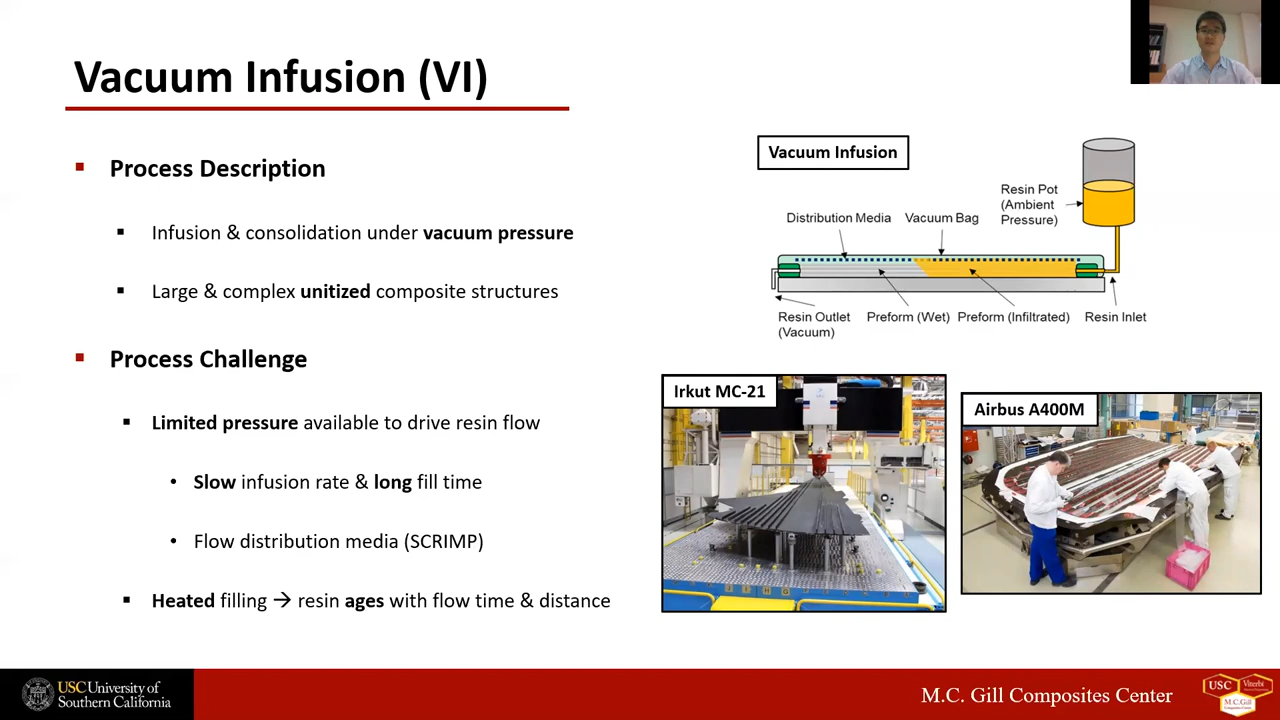 Vacuum Infusion (VI)
Process Description
Infusion & consolidation under vacuum pressure
Large & complex unitized composite structures
Process Challenge
Limited pressure available to drive resin flow
Slow infusion rate & long fill time
Flow distribution media (SCRIMP)
Heated filling → resin ages with flow time & distance
Vacuum Infusion
Resin Pot
(Ambient
Pressure)
Distribution Media
Vacuum Bag
Resin Outlet
(Vacuum)
Preform (Wet)
Preform (Infiltrated)
Resin Inlet
Irkut MC-21
Airbus A400M
USC University of
Southern California
M.C. Gill Composites Center
USC
Viterbi
M.C.Gill